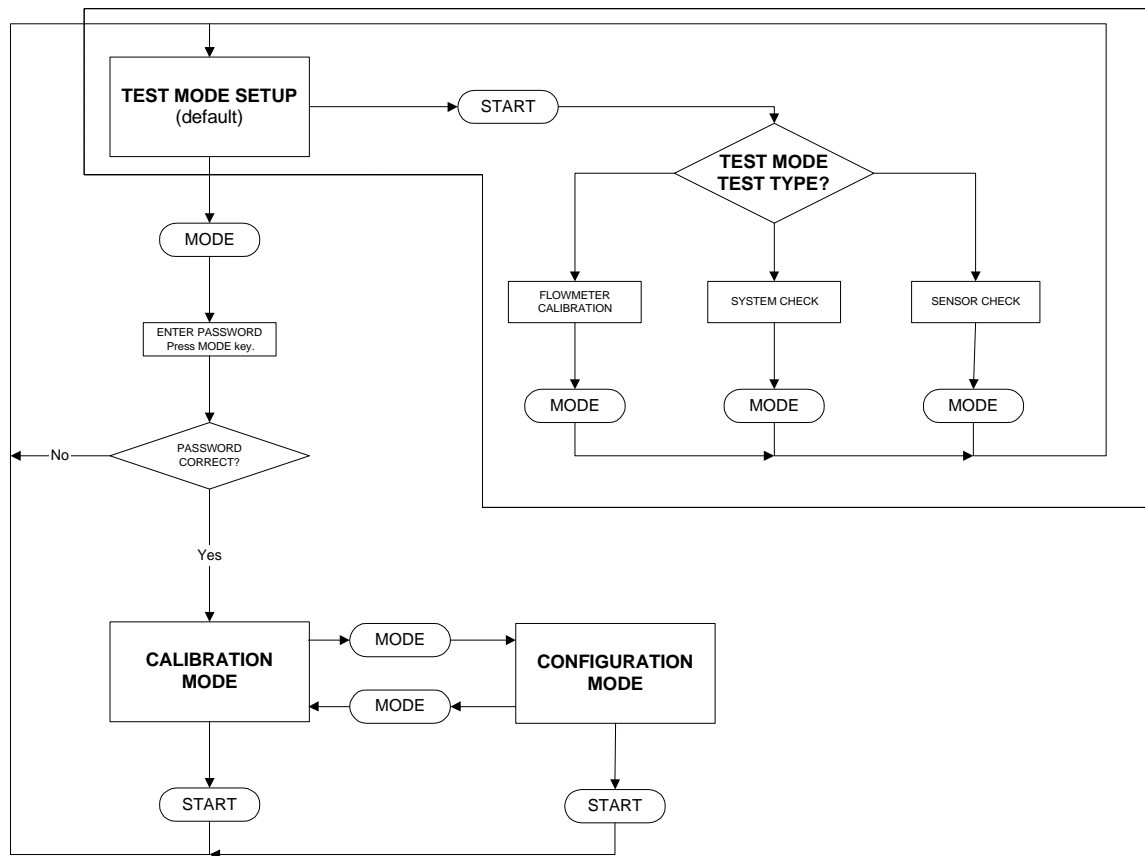 TEST MODE SETUP
(default)
START
TEST MODE
TEST TYPE?
MODE
FLOWMETER
CALIBRATION
SYSTEM CHECK
SENSOR CHECK
ENTER PASSWORD
Press MODE key.
MODE
MODE
MODE
PASSWORD
CORRECT?
No
Yes
CALIBRATION
MODE
MODE
MODE
CONFIGURATION
MODE
START
START